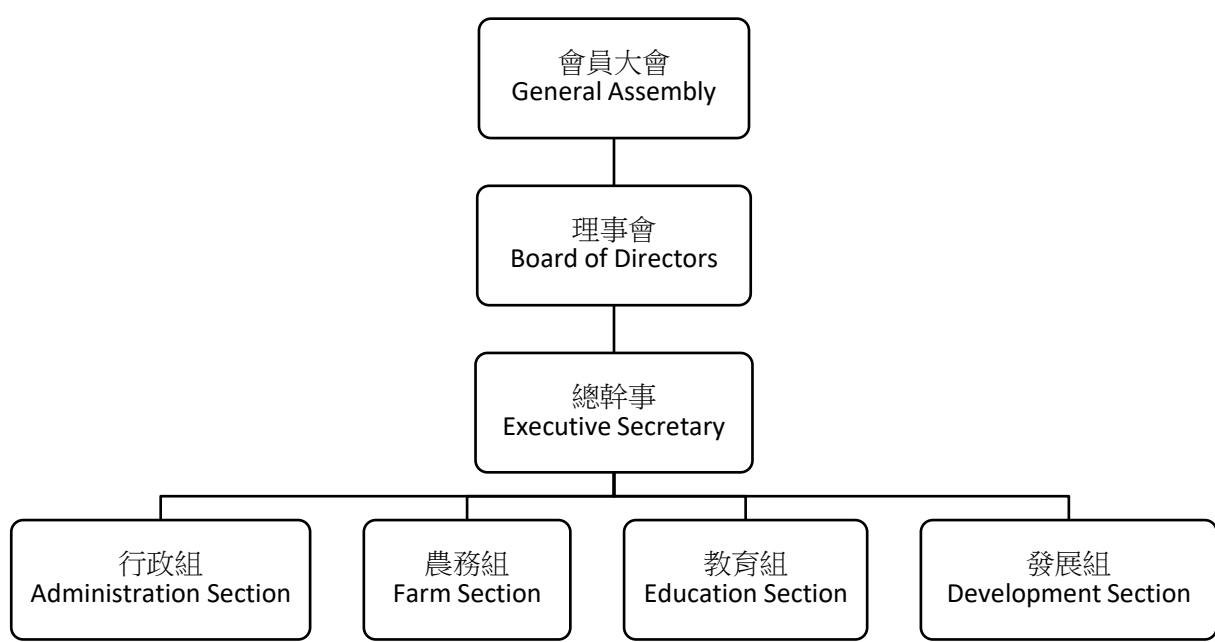 會員大會
General Assembly
理事會
Board of Directors
總幹事
Executive Secretary
行政組
Administration Section
農務組
Farm Section
教育組
Education Section
發展組
Development Section